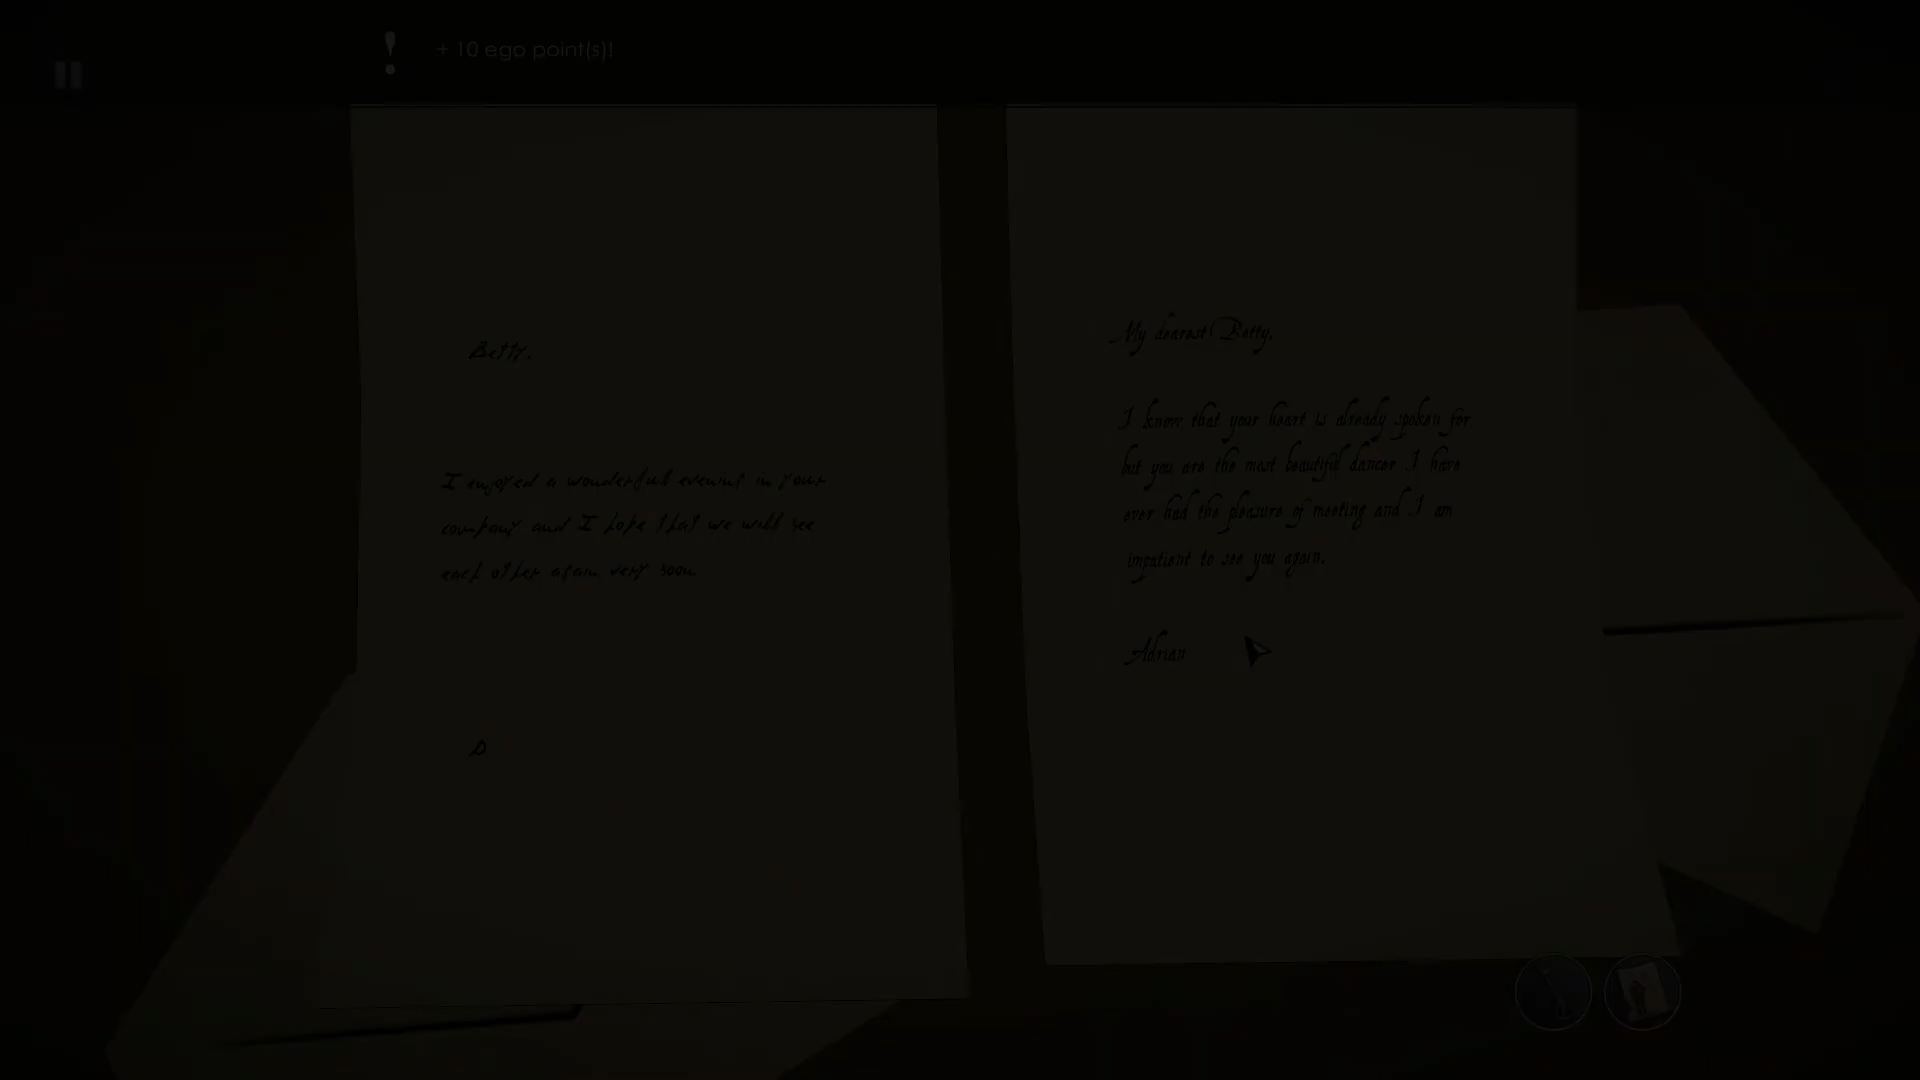 + 10 ego point(s)!
Betty,
I enjoyed a wonderful evening in your
company and I hope that we will see
each other again very soon.
D
My dearest Betty,
I know that your heart is already spoken for
but you are the most beautiful dancer I have
ever had the pleasure of meeting and I am
impatient to see you again.
Adrian